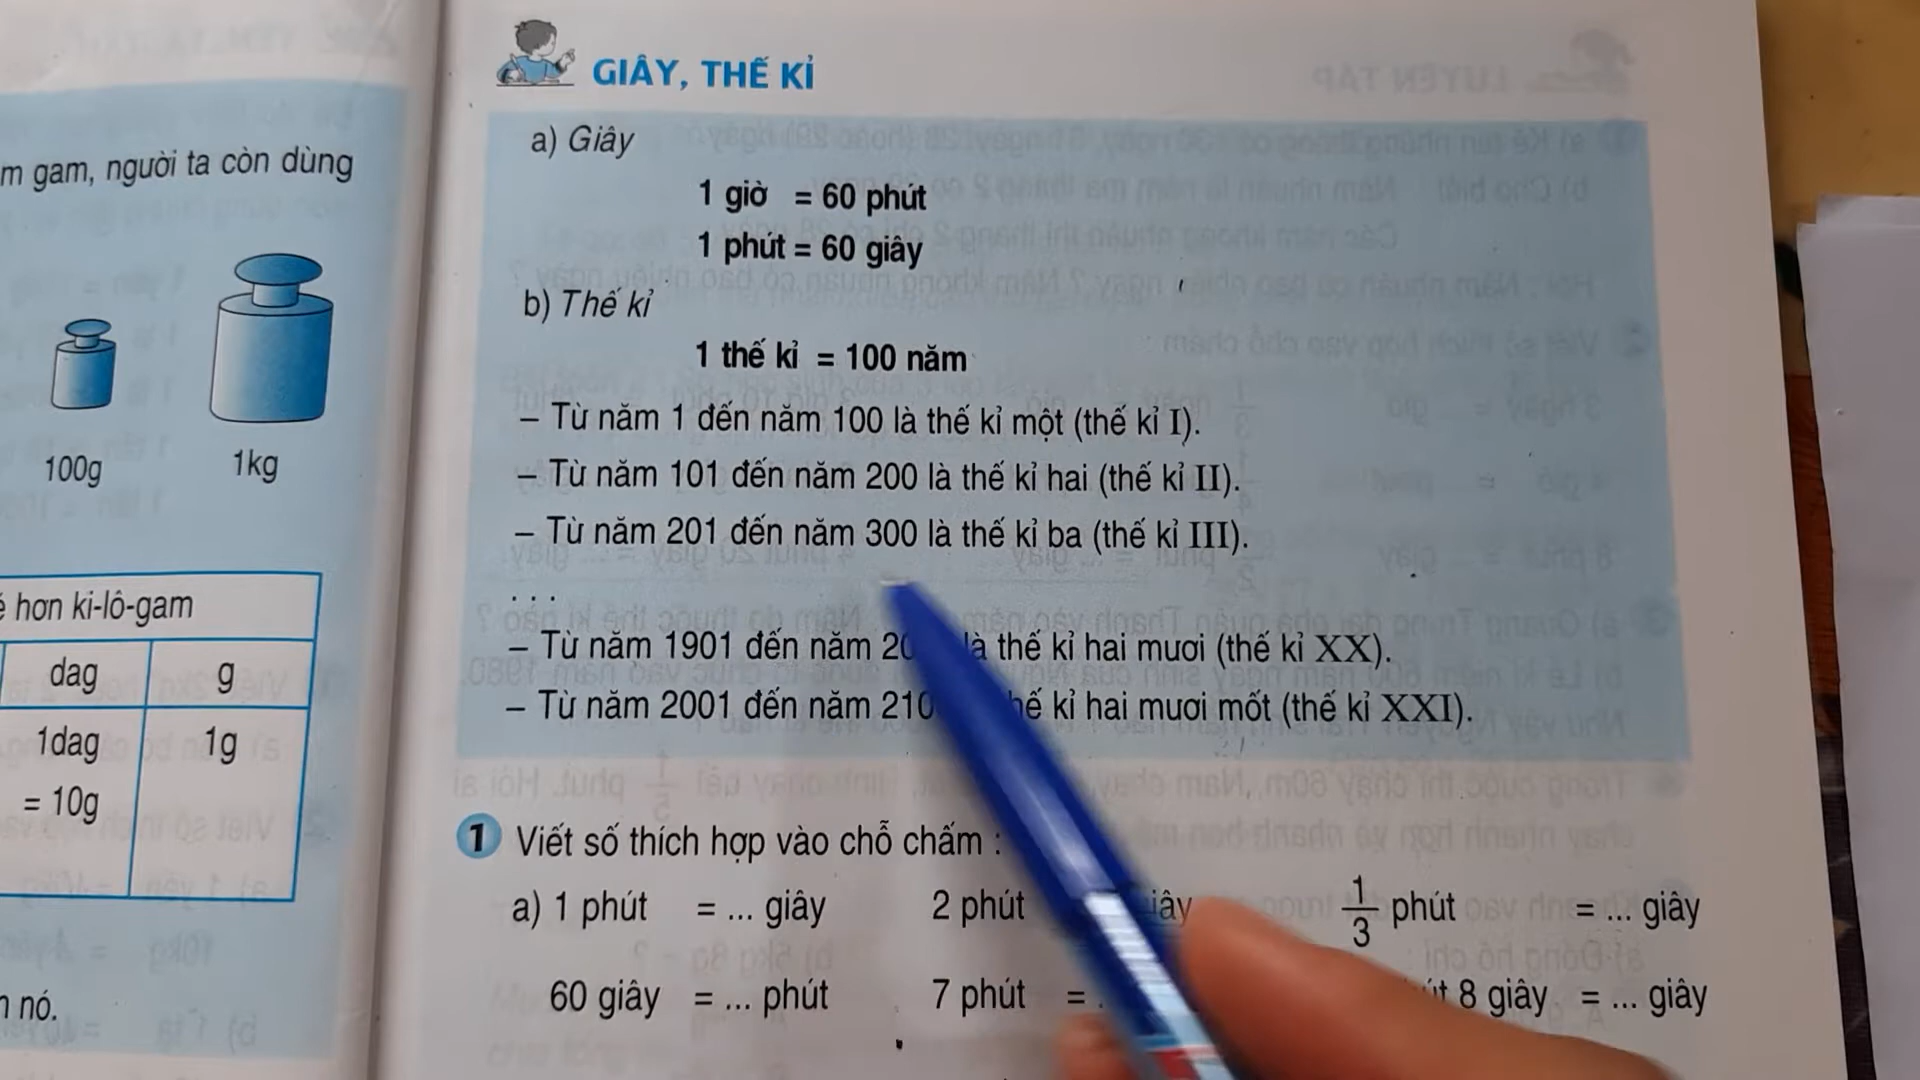 m gam, người ta còn dùng
100g
1kg
hơn ki-lô-gam
dag g
1dag 1g
= 10g
nó.
GIÂY, THẾ KỈ
a) Giây
1 giờ = 60 phút
1 phút = 60 giây
b) Thế kỉ
1 thế kỉ = 100 năm
– Từ năm 1 đến năm 100 là thế kỉ một (thế kỉ I).
– Từ năm 101 đến năm 200 là thế kỉ hai (thế kỉ II).
– Từ năm 201 đến năm 300 là thế kỉ ba (thế kỉ III).
...
– Từ năm 1901 đến năm 20 là thế kỉ hai mươi (thế kỉ XX).
– Từ năm 2001 đến năm 210 kỉ hai mươi mốt (thế kỉ XXI).
1 Viết số thích hợp vào chỗ chấm :
a) 1 phút = ... giây 2 phút giây 1/3 phút = ... giây
60 giây = ... phút 7 phút = . 8 giây = ... giây